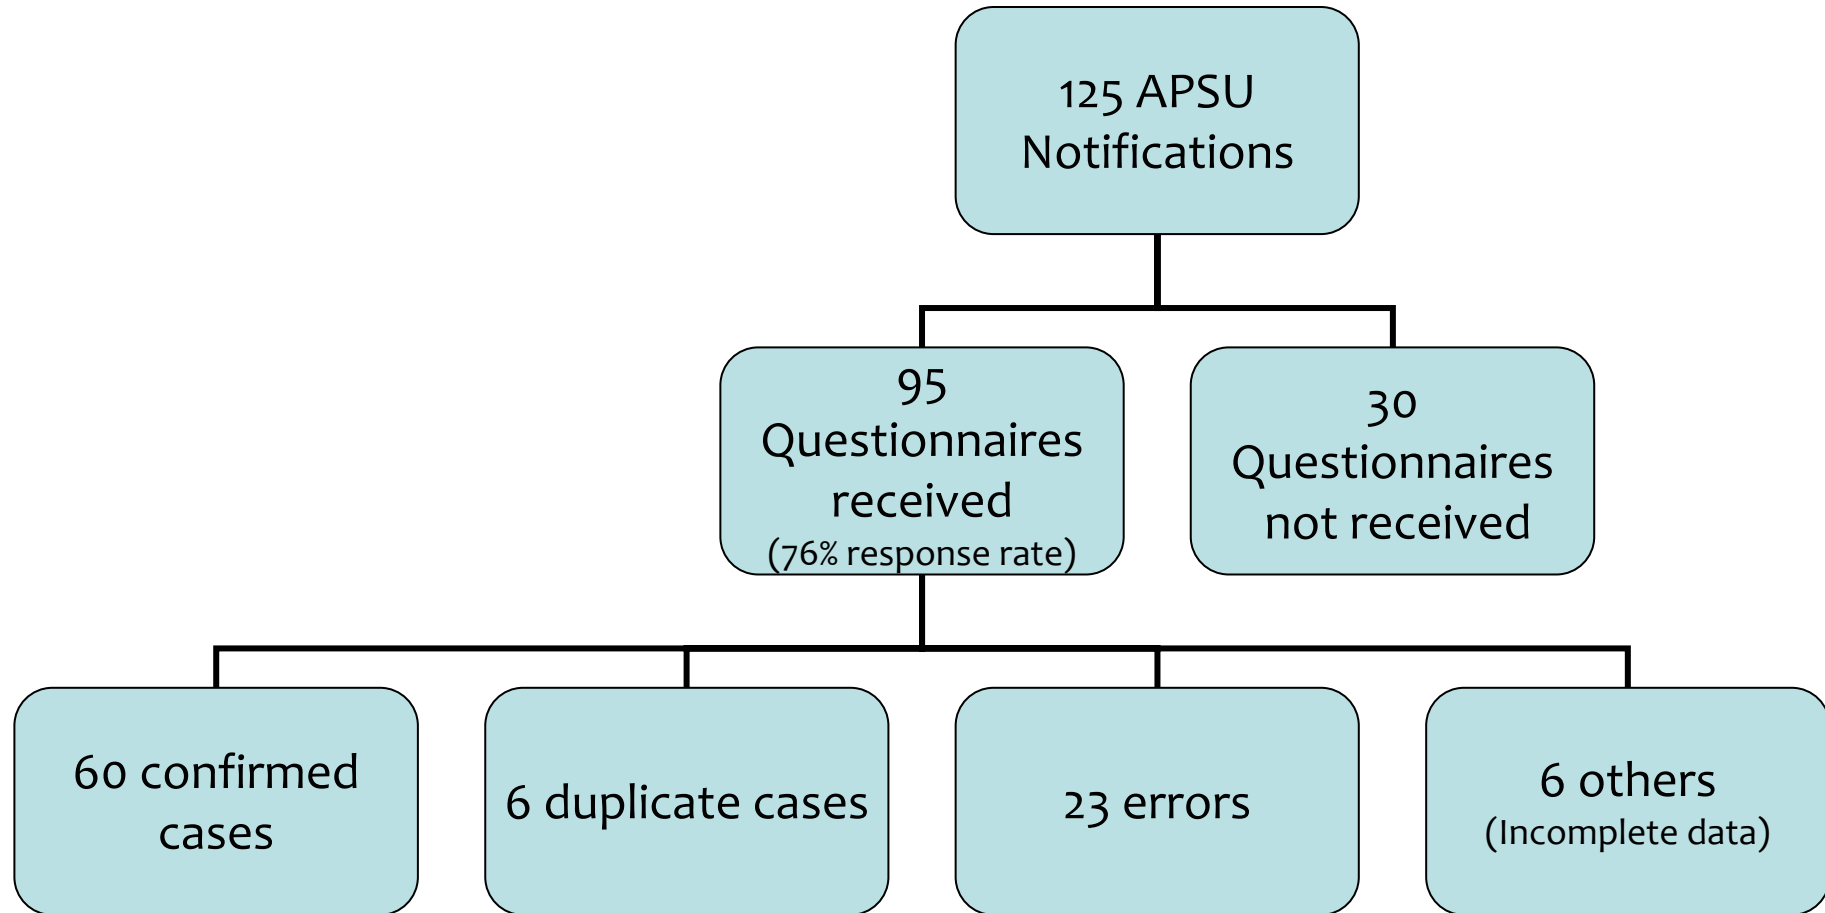 125 APSU
Notifications
95
Questionnaires
received
(76% response rate)
30
Questionnaires
not received
60 confirmed
cases
6 duplicate cases
23 errors
6 others
(Incomplete data)